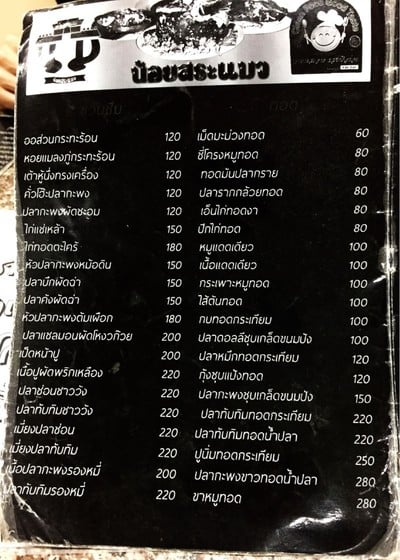 น้อยสระแมว
จานชิม
ออส่วนกระทะร้อน 120
หอยแมลงภู่กระทะร้อน 120
เต้าหู้นึ่งทรงเครื่อง 120
คั่วโฮ๊ะปลากะพง 120
ปลากะพงผัดชะอม 120
ไก่แช่เหล้า 150
ไก่ทอดตะไคร้ 180
หัวปลากะพงหม้อดิน 150
ปลาบึกผัดฉ่า 150
ปลาคังผัดฉ่า 150
หัวปลากะพงต้มเผือก 180
ปลาแซลมอนผัดโหงวก๊วย 200
เป็ดหน้าปู 200
เนื้อปูผัดพริกเหลือง 220
ปลาช่อนชาววัง 220
ปลาทับทิมชาววัง 220
เมี่ยงปลาช่อน 220
เมี่ยงปลาทับทิม 220
เนื้อปลากะพงรองหมี่ 200
ปลาทับทิมรองหมี่ 220
ทอด
เม็ดมะม่วงทอด 60
ซี่โครงหมูทอด 80
ทอดมันปลากราย 80
ปลารากกล้วยทอด 80
เอ็นไก่ทอดงา 80
ปีกไก่ทอด 80
หมูแดดเดียว 100
เนื้อแดดเดียว 100
กระเพาะหมูทอด 100
ไส้ตันทอด 100
กบทอดกระเทียม 100
ปลาดอลลี่ชุบเกล็ดขนมปัง 100
ปลาหมึกทอดกระเทียม 120
กุ้งชุบแป้งทอด 120
ปลากะพงชุบเกล็ดขนมปัง 150
ปลาทับทิมทอดกระเทียม 220
ปลาทับทิมทอดน้ำปลา 220
ปูนิ่มทอดกระเทียม 250
ปลากะพงขาวทอดน้ำปลา 280
ขาหมูทอด 280